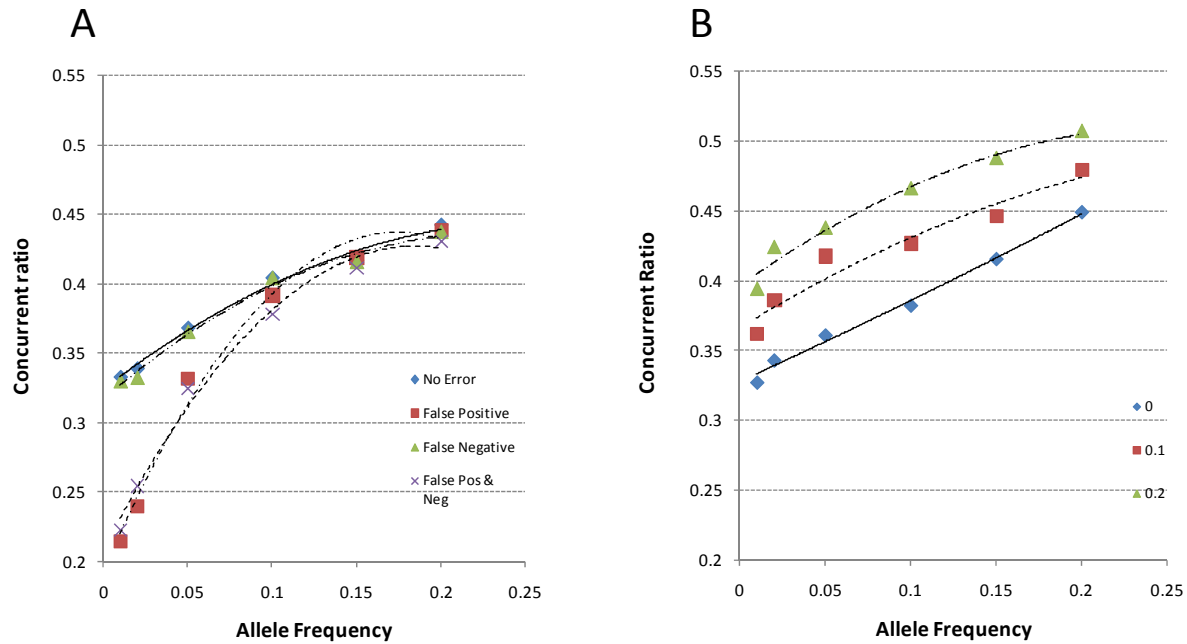 A
0.55
0.5
0.45
0.4
0.35
0.3
0.25
0.2
Concurrent ratio
No Error
False Positive
False Negative
False Pos &
Neg
0
0.05
0.1
0.15
0.2
0.25
Allele Frequency
B
0.55
0.5
0.45
0.4
0.35
0.3
0.25
0.2
Concurrent Ratio
0
0.1
0.2
0
0.05
0.1
0.15
0.2
0.25
Allele Frequency